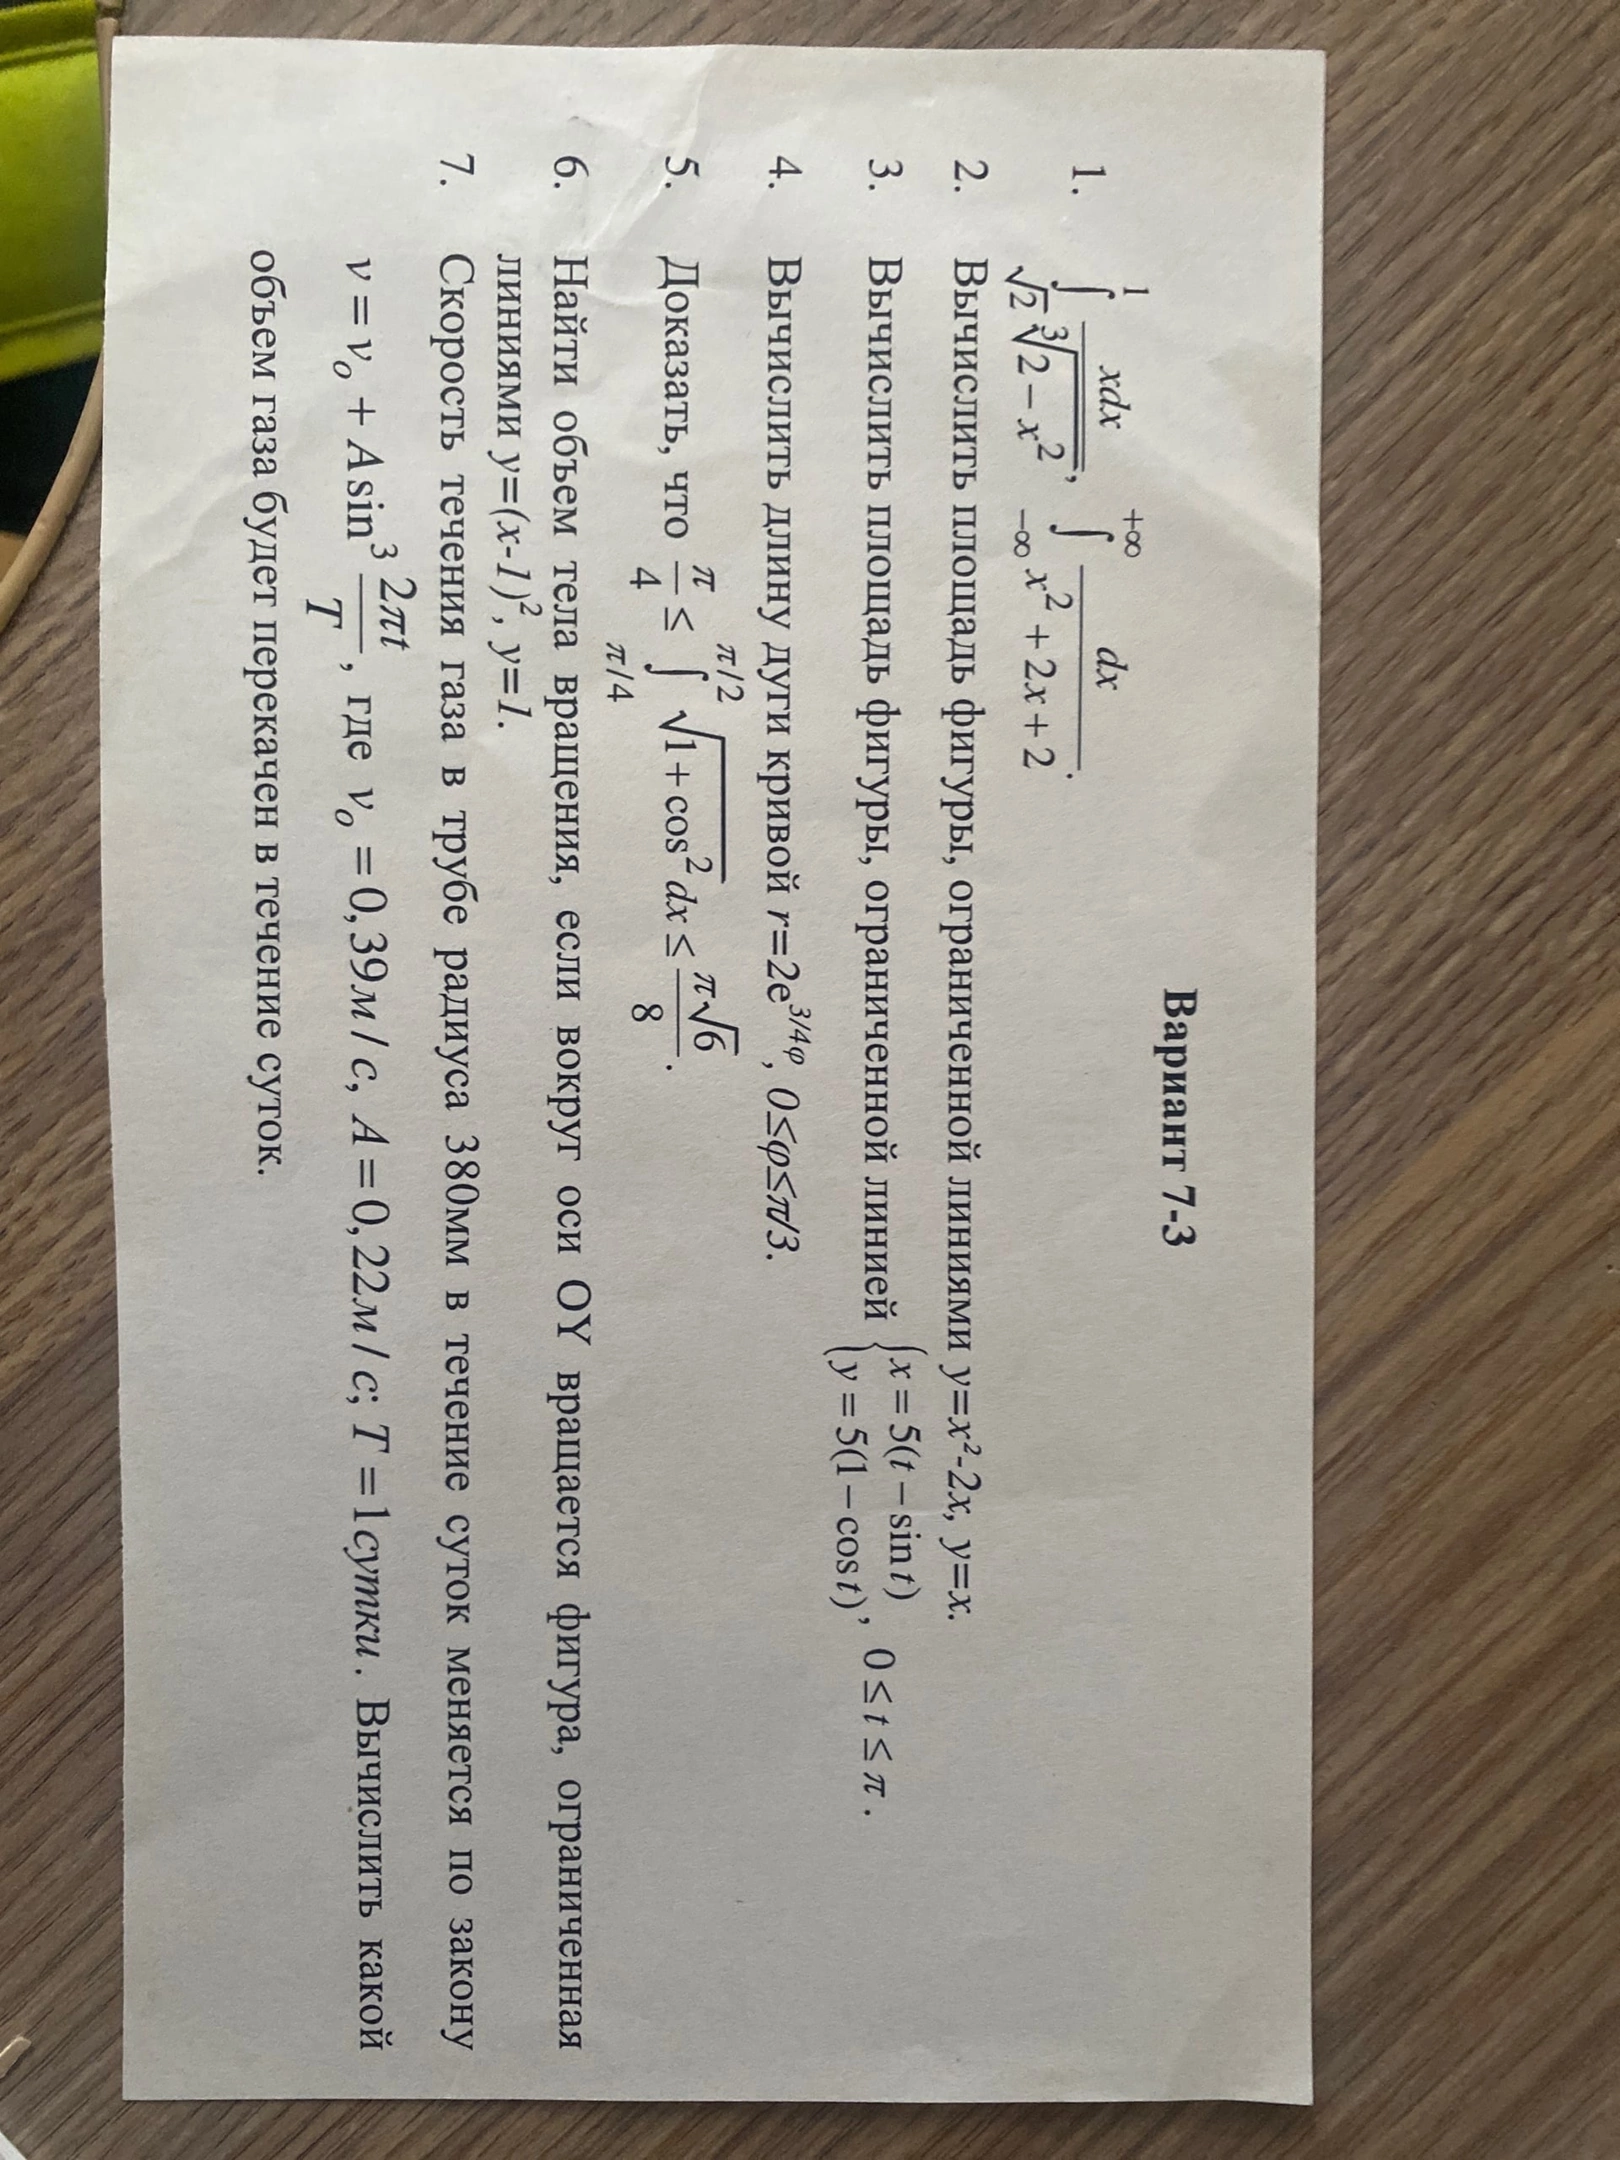 Вариант 7-3
1. ∫_{√2}^{1} xdx / ∛(2−x²), ∫_{−∞}^{+∞} dx / (x²+2x+2).
2. Вычислить площадь фигуры, ограниченной линиями y=x²-2x, y=x.
3. Вычислить площадь фигуры, ограниченной линией { x=5(t−sin t) y=5(1−cos t) , 0≤t≤π.
4. Вычислить длину дуги кривой r=2e^{3/4φ}, 0≤φ≤π/3.
5. Доказать, что π/4 ≤ ∫_{π/4}^{π/2} √(1+cos²dx ≤ π√6/8.
6. Найти объем тела вращения, если вокруг оси OY вращается фигура, ограниченная
линиями y=(x-1)², y=1.
7. Скорость течения газа в трубе радиуса 380мм в течение суток меняется по закону
v = v₀ + A sin³ 2πt/T , где v₀ = 0,39м/с, A = 0,22м/с; T = 1сутки. Вычислить какой
объем газа будет перекачен в течение суток.